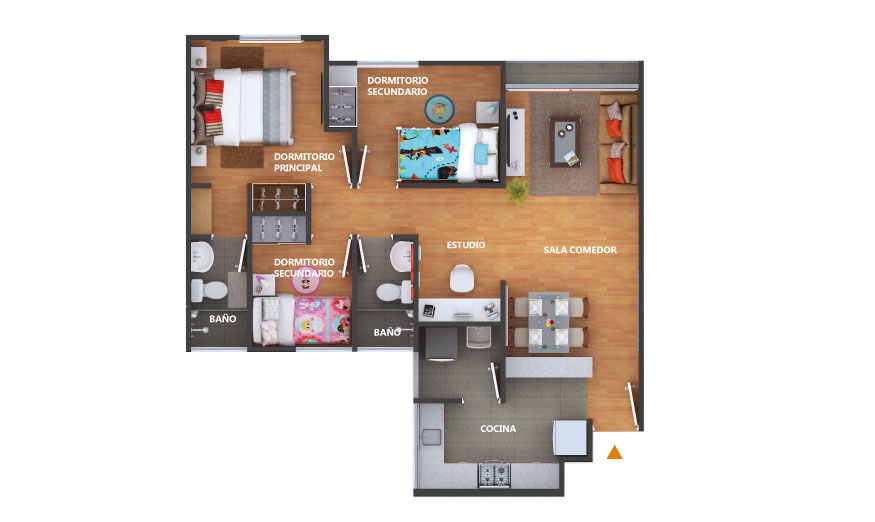 DORMITORIO
SECUNDARIO
DORMITORIO
PRINCIPAL
ESTUDIO
SALA COMEDOR
DORMITORIO
SECUNDARIO
BAÑO
BAÑO
COCINA